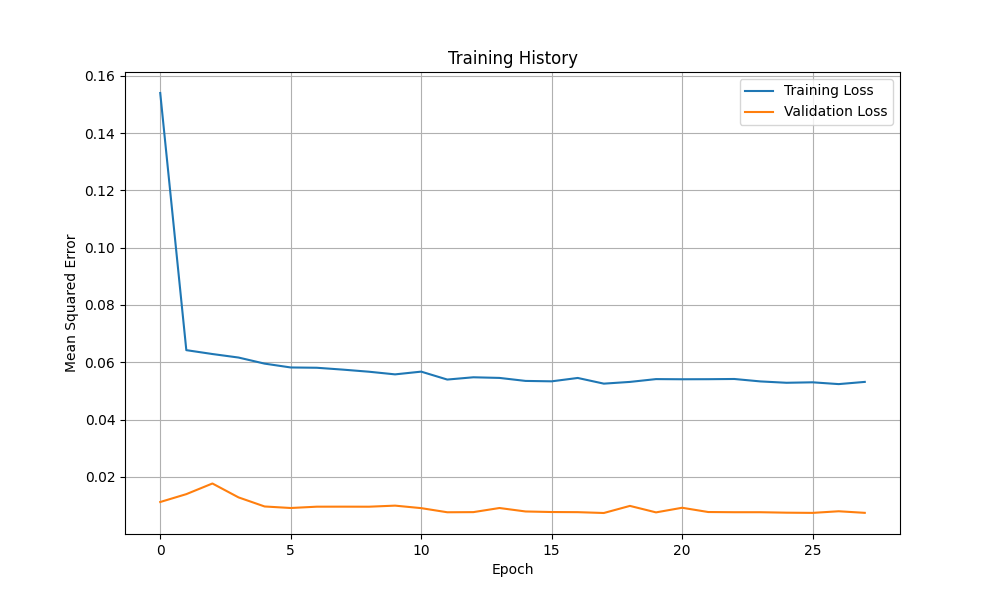 Training History
Training Loss
Validation Loss
Mean Squared Error
0.16
0.14
0.12
0.10
0.08
0.06
0.04
0.02
0 5 10 15 20 25
Epoch